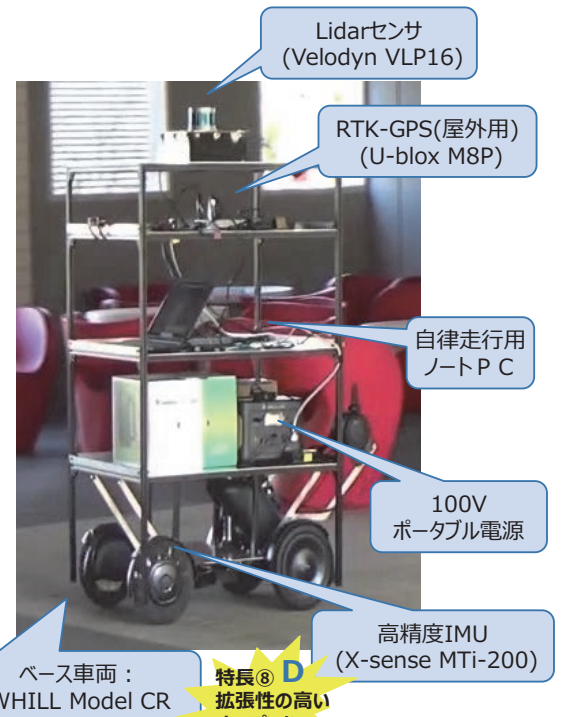 Lidarセンサ
(Velodyn VLP16)
RTK-GPS(屋外用)
(U-blox M8P)
自律走行用
ノートＰＣ
100V
ポータブル電源
高精度IMU
(X-sense MTi-200)
ベース車両：
WHILL Model CR
特長⑧ D
拡張性の高い